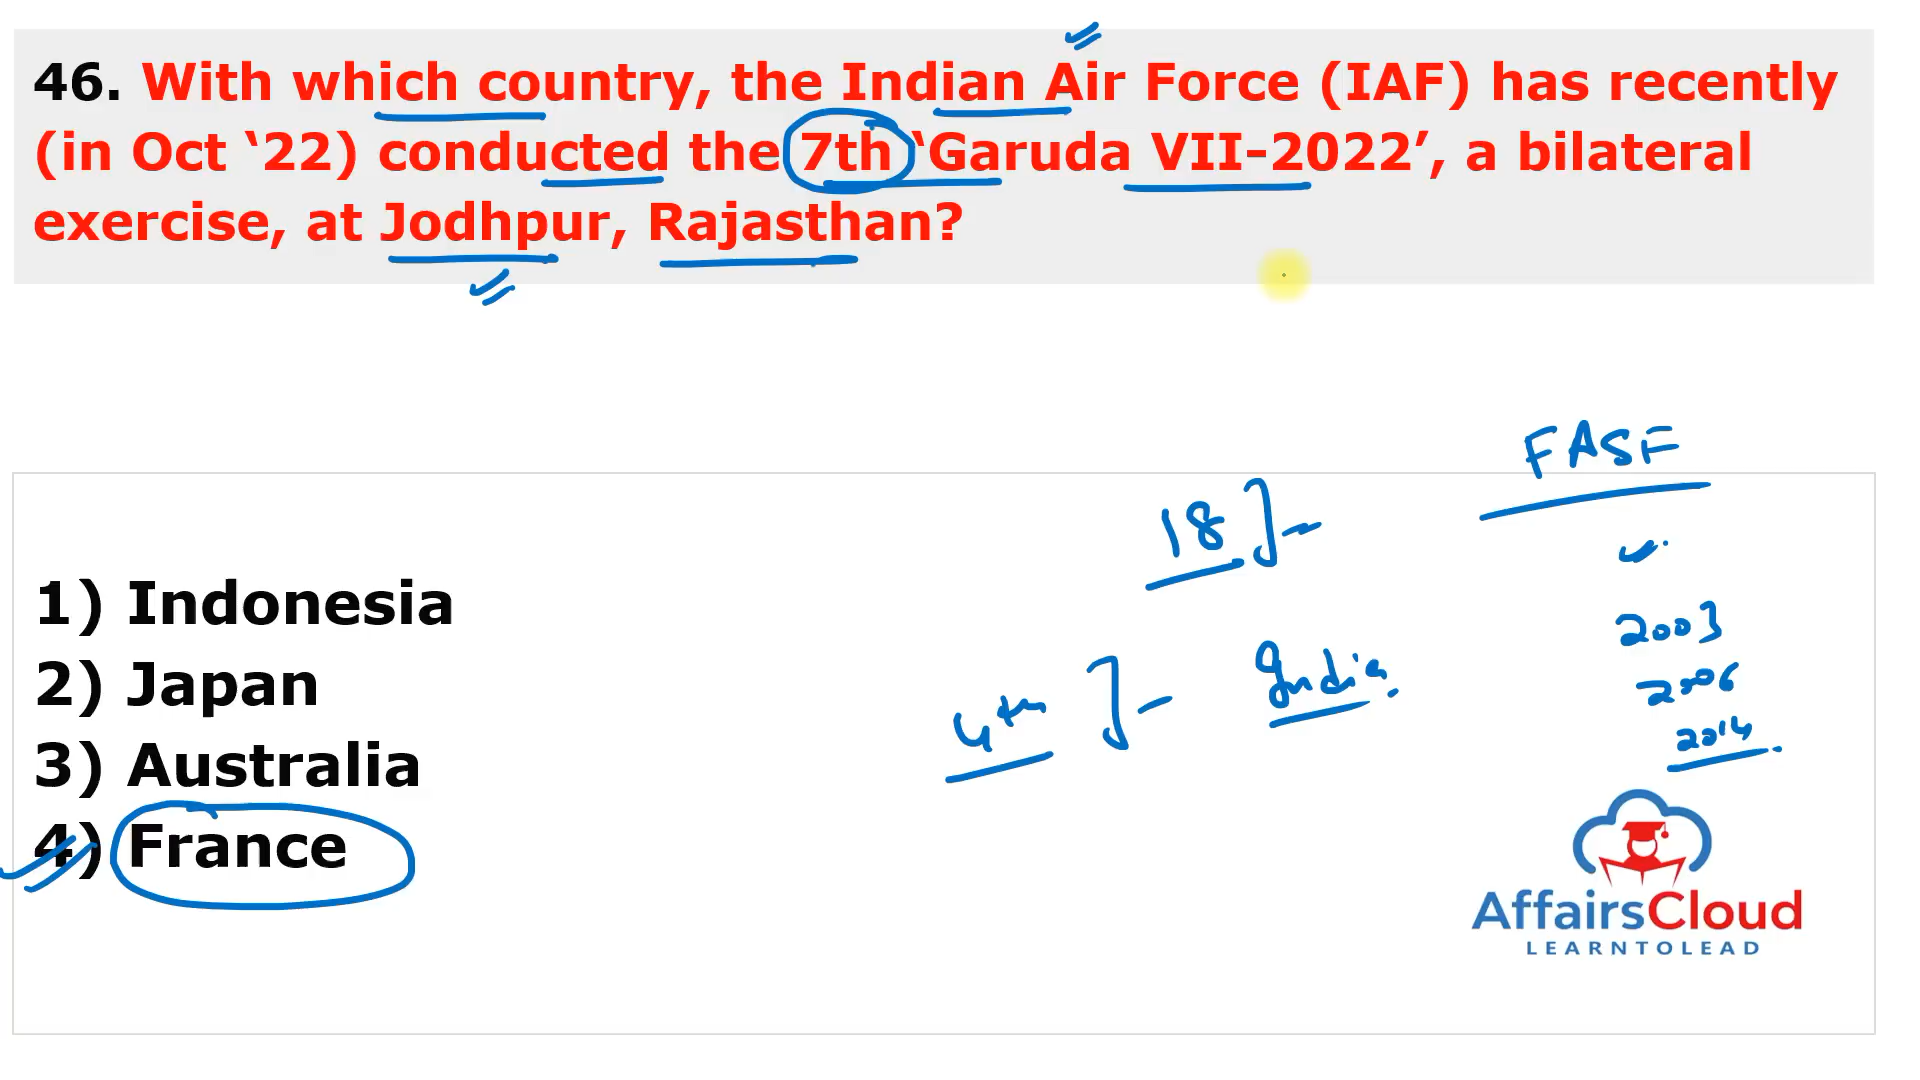 46. With which country, the Indian Air Force (IAF) has recently
(in Oct ‘22) conducted the 7th ‘Garuda VII-2022’, a bilateral
exercise, at Jodhpur, Rajasthan?
FASF
18
1) Indonesia
2003
2) Japan
India
2006
4th
2014
3) Australia
4) France
AffairsCloud
LEARNTOLEAD